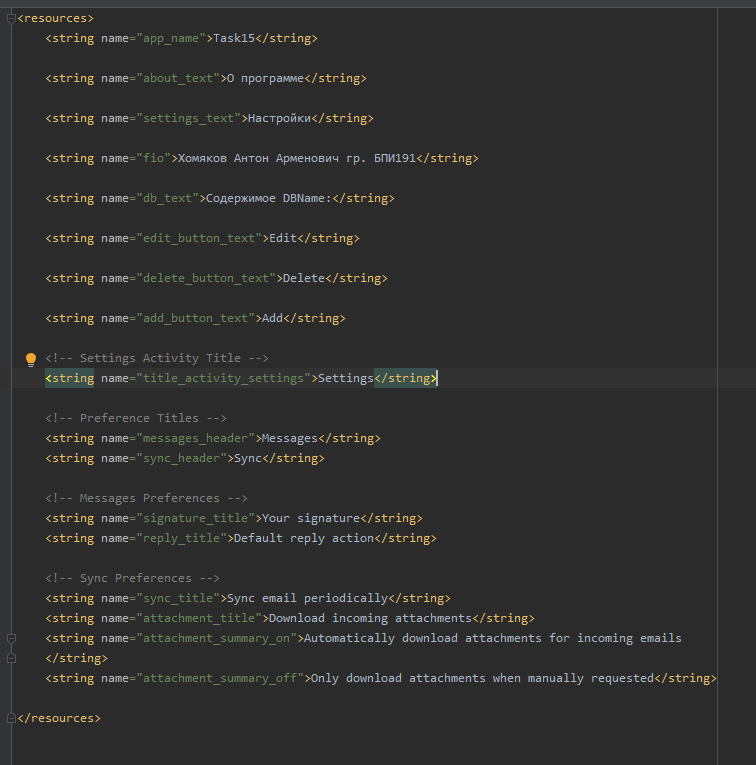 <resources>
<string name="app_name">Task15</string>
<string name="about_text">О программе</string>
<string name="settings_text">Настройки</string>
<string name="fio">Хомяков Антон Арменович гр. БПИ191</string>
<string name="db_text">Содержимое DBName:</string>
<string name="edit_button_text">Edit</string>
<string name="delete_button_text">Delete</string>
<string name="add_button_text">Add</string>
<!-- Settings Activity Title -->
<string name="title_activity_settings">Settings</string>
<!-- Preference Titles -->
<string name="messages_header">Messages</string>
<string name="sync_header">Sync</string>
<!-- Messages Preferences -->
<string name="signature_title">Your signature</string>
<string name="reply_title">Default reply action</string>
<!-- Sync Preferences -->
<string name="sync_title">Sync email periodically</string>
<string name="attachment_title">Download incoming attachments</string>
<string name="attachment_summary_on">Automatically download attachments for incoming emails
</string>
<string name="attachment_summary_off">Only download attachments when manually requested</string>
</resources>